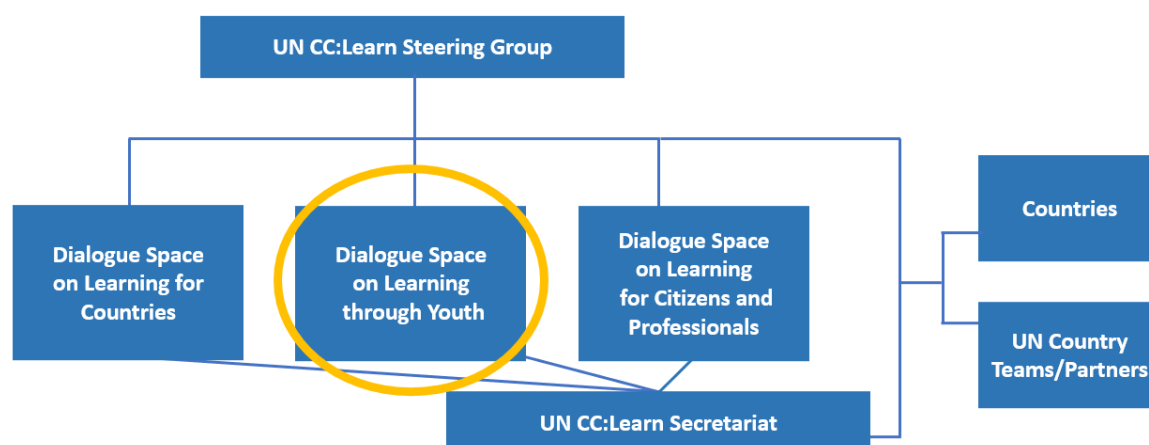 UN CC:Learn Steering Group
Dialogue Space
on Learning for
Countries
Dialogue Space
on Learning
through Youth
Dialogue Space
on Learning
for Citizens and
Professionals
Countries
UN Country
Teams/Partners
UN CC:Learn Secretariat